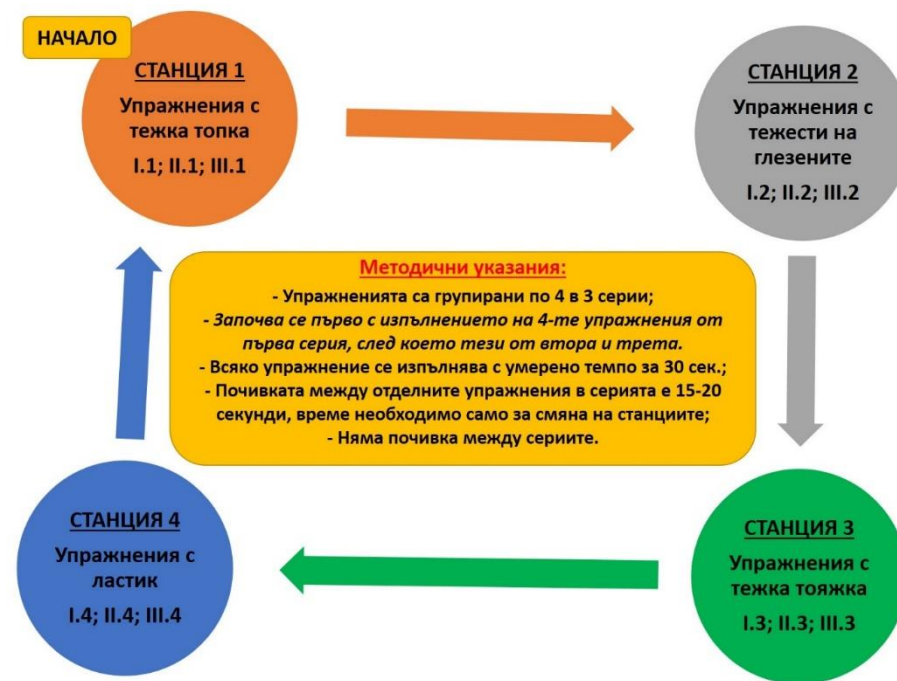 НАЧАЛО
СТАНЦИЯ 1
Упражнения с
тежка топка
I.1; II.1; III.1
СТАНЦИЯ 2
Упражнения с
тежести на
глезените
I.2; II.2; III.2
Методични указания:
- Упражненията са групирани по 4 в 3 серии;
- Започва се първо с изпълнението на 4-те упражнения от
първа серия, след което тези от втора и трета.
- Всяко упражнение се изпълнява с умерено темпо за 30 сек.;
- Почивката между отделните упражнения в серията е 15-20
секунди, време необходимо само за смяна на станциите;
- Няма почивка между сериите.
СТАНЦИЯ 4
Упражнения с
ластик
I.4; II.4; III.4
СТАНЦИЯ 3
Упражнения с
тежка тояжка
I.3; II.3; III.3